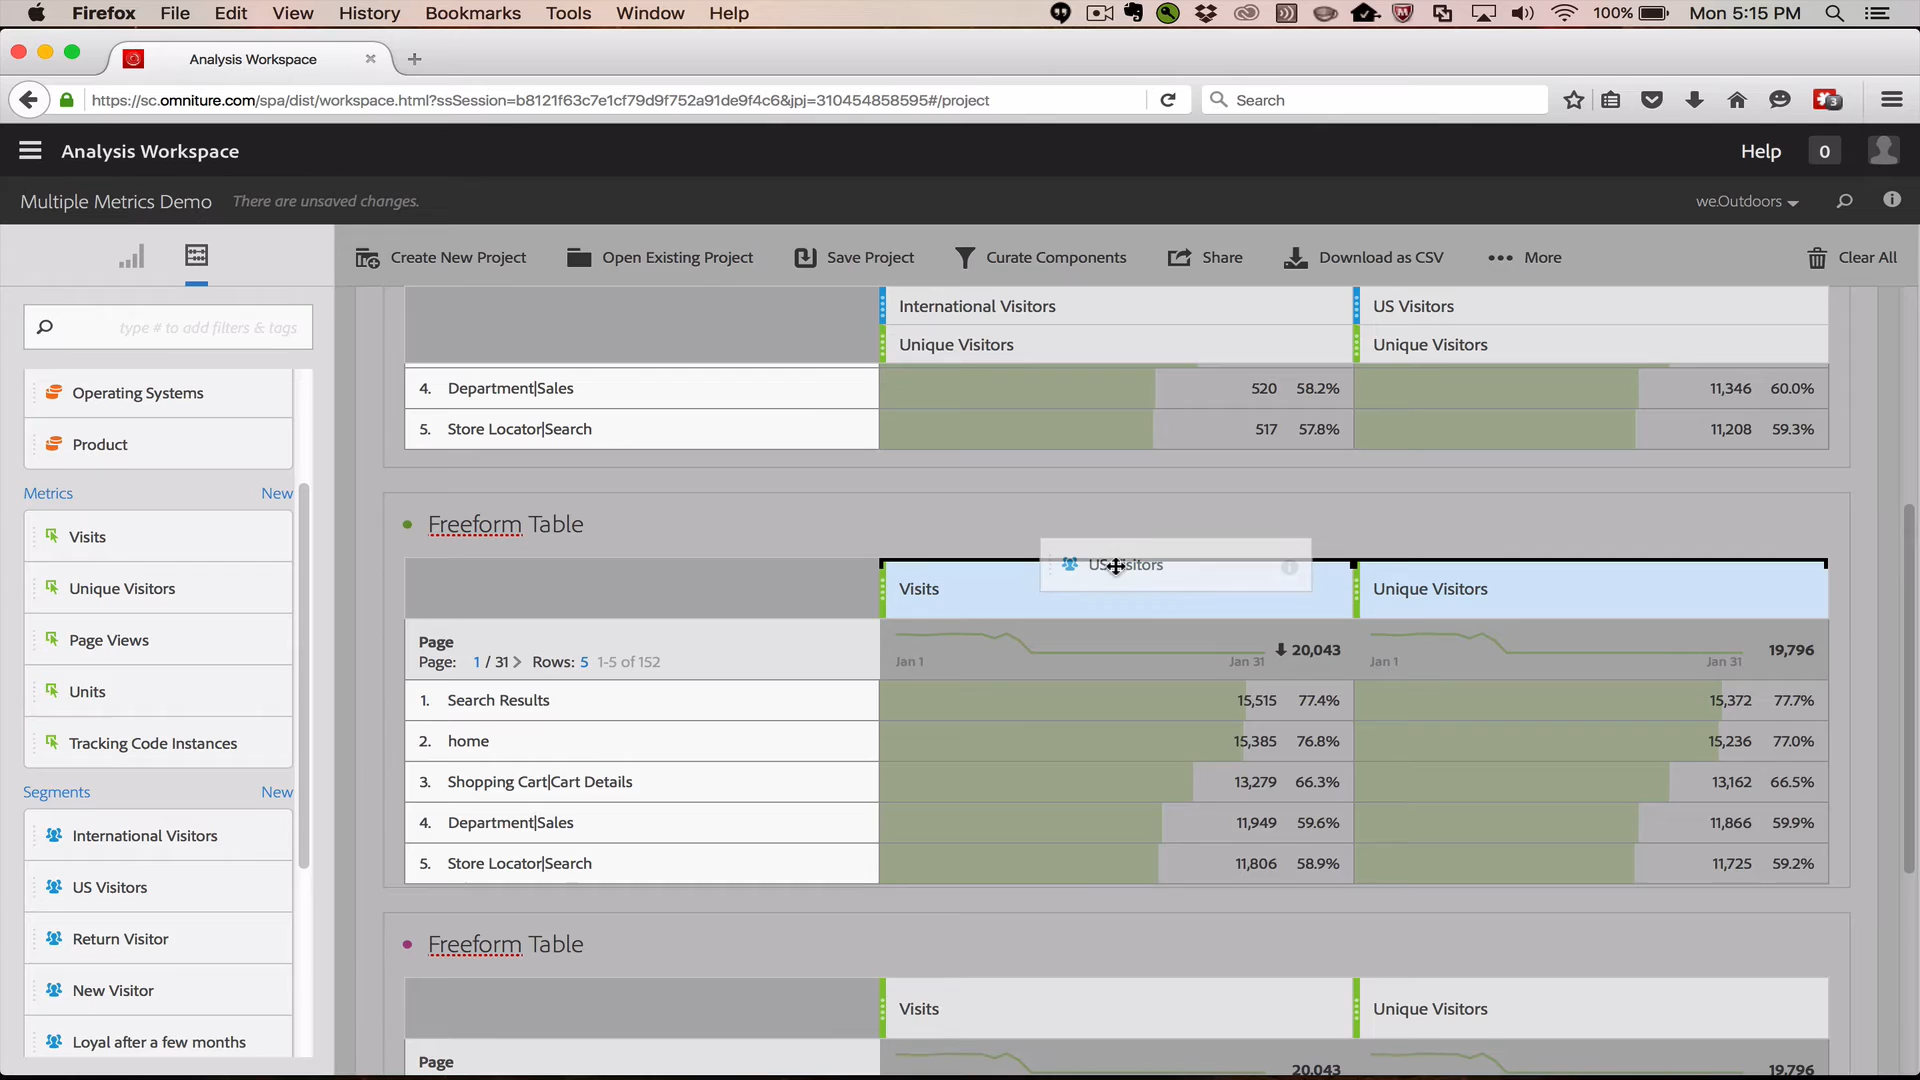 Firefox File Edit View History Bookmarks Tools Window Help 100% Mon 5:15 PM
Analysis Workspace
https://sc.omniture.com/spa/dist/workspace.html?ssSession=b8121f63c7e1cf79d9f752a91de9f4c6&jpj=310454858595#/project Search 3
Analysis Workspace Help 0
Multiple Metrics Demo There are unsaved changes. we.Outdoors
Create New Project Open Existing Project Save Project Curate Components Share Download as CSV More Clear All
type # to add filters & tags
Operating Systems
Product
Metrics New
Visits
Unique Visitors
Page Views
Units
Tracking Code Instances
Segments New
International Visitors
US Visitors
Return Visitor
New Visitor
Loyal after a few months
International Visitors US Visitors
Unique Visitors Unique Visitors
4. Department|Sales 520 58.2% 11,346 60.0%
5. Store Locator|Search 517 57.8% 11,208 59.3%
Freeform Table
US Visitors
Visits Unique Visitors
Page
Page: 1 / 31 > Rows: 5 1-5 of 152
Jan 1 Jan 31 20,043 Jan 1 Jan 31 19,796
1. Search Results 15,515 77.4% 15,372 77.7%
2. home 15,385 76.8% 15,236 77.0%
3. Shopping Cart|Cart Details 13,279 66.3% 13,162 66.5%
4. Department|Sales 11,949 59.6% 11,866 59.9%
5. Store Locator|Search 11,806 58.9% 11,725 59.2%
Freeform Table
Visits Unique Visitors
Page 20,043 19,796